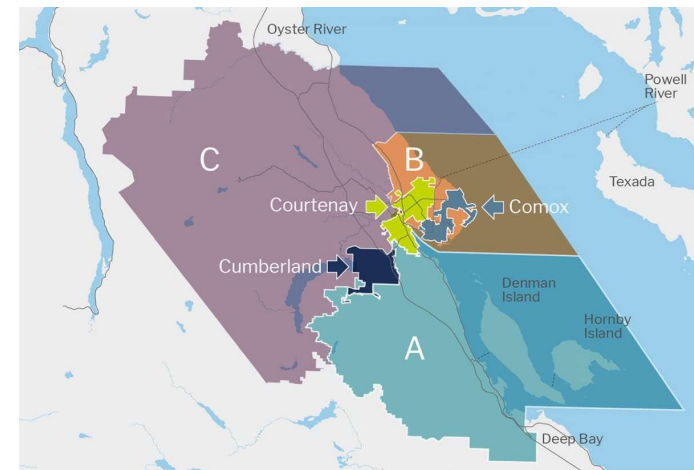 Oyster River
Powell
River
C
B
Texada
Courtenay
Comox
Cumberland
Denman
Island
Hornby
Island
A
Deep Bay